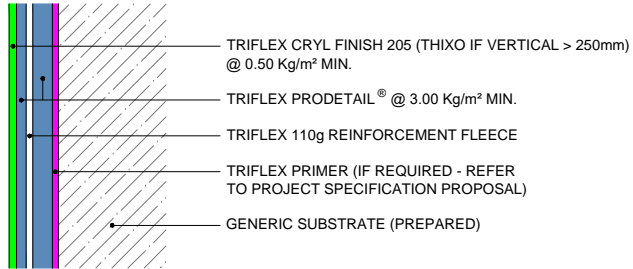 TRIFLEX CRYL FINISH 205 (THIXO IF VERTICAL > 250mm)
@ 0.50 Kg/m² MIN.
TRIFLEX PRODETAIL® @ 3.00 Kg/m² MIN.
TRIFLEX 110g REINFORCEMENT FLEECE
TRIFLEX PRIMER (IF REQUIRED - REFER
TO PROJECT SPECIFICATION PROPOSAL)
GENERIC SUBSTRATE (PREPARED)